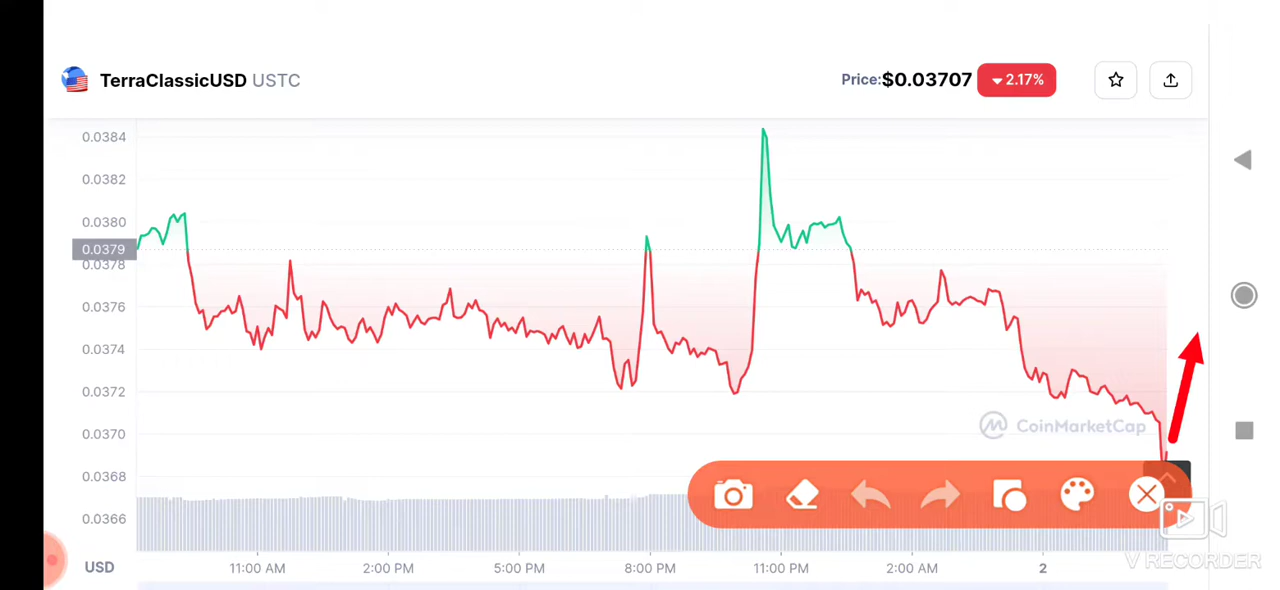 TerraClassicUSD USTC
Price:$0.03707
2.17%
0.0384
0.0382
0.0380
0.0379
0.0378
0.0376
0.0374
0.0372
0.0370
0.0368
0.0366
CoinMarketCap
USD
11:00 AM
2:00 PM
5:00 PM
8:00 PM
11:00 PM
2:00 AM
2
V RECORDER